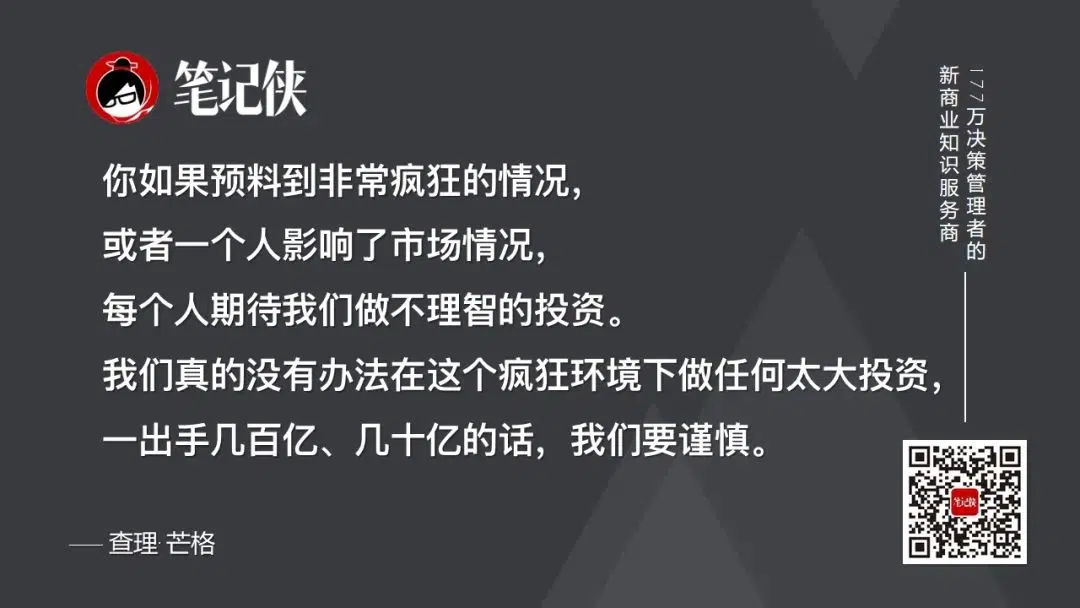 笔记侠
177万决策管理者的
新商业知识服务商
你如果预料到非常疯狂的情况，
或者一个人影响了市场情况，
每个人期待我们做不理智的投资。
我们真的没有办法在这个疯狂环境下做任何太大投资，
一出手几百亿、几十亿的话，我们要谨慎。
—— 查理·芒格
笔记侠